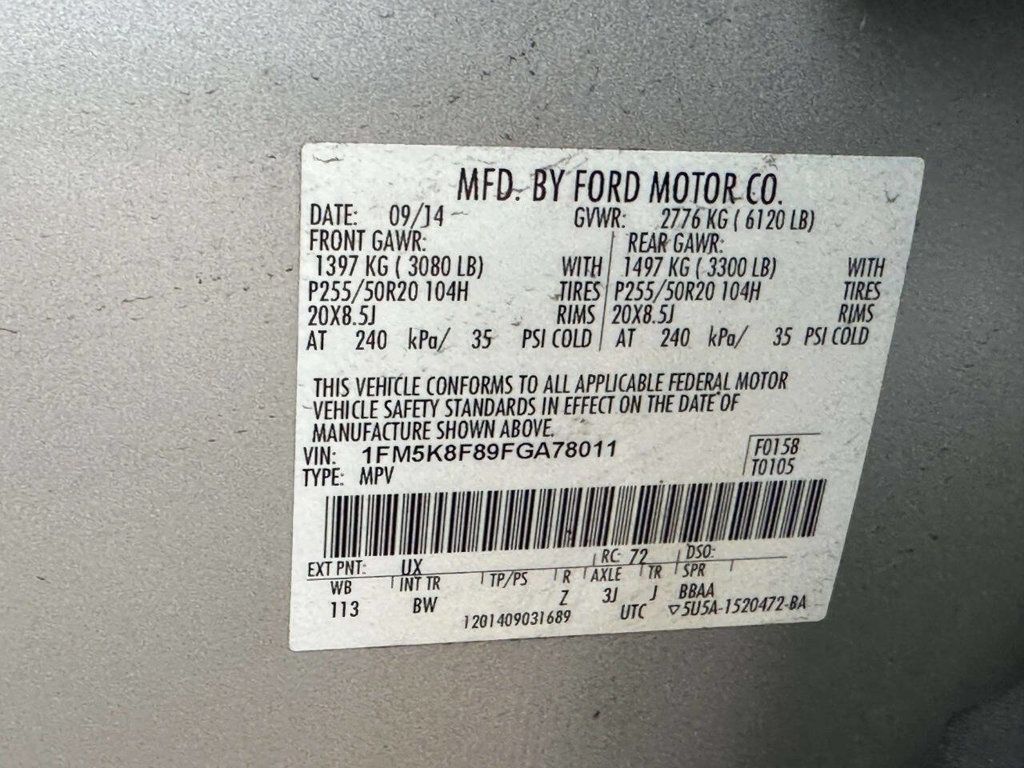 MFD. BY FORD MOTOR CO.
DATE: 09/14 GVWR: 2776 KG ( 6120 LB)
FRONT GAWR: REAR GAWR:
1397 KG ( 3080 LB) WITH 1497 KG ( 3300 LB) WITH
P255/50R20 104H TIRES P255/50R20 104H TIRES
20X8.5J RIMS 20X8.5J RIMS
AT 240 kPa/ 35 PSI COLD AT 240 kPa/ 35 PSI COLD
THIS VEHICLE CONFORMS TO ALL APPLICABLE FEDERAL MOTOR
VEHICLE SAFETY STANDARDS IN EFFECT ON THE DATE OF
MANUFACTURE SHOWN ABOVE.
VIN: 1FM5K8F89FGA78011 F0158
TYPE: MPV T0105
EXT PNT: UX RC: 72 DSO:
WB INT TR TP/PS R AXLE TR SPR
113 BW Z 3J J BBAA
1201409031689 UTC ▽5U5A-1520472-BA